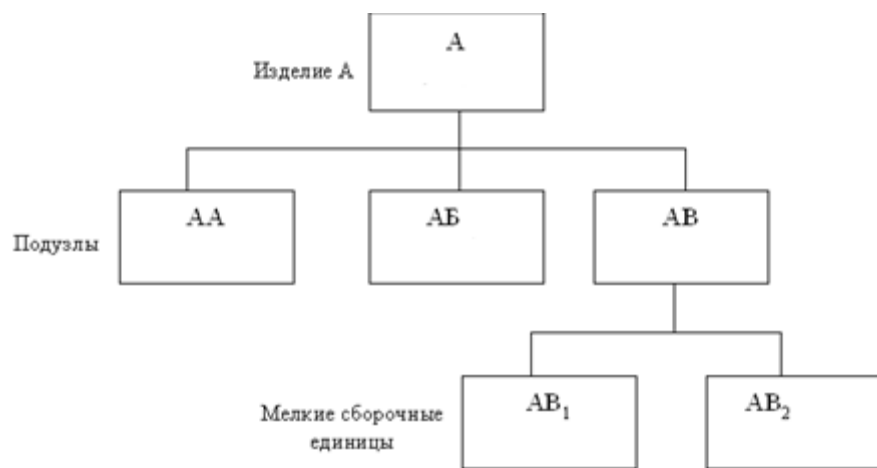 А
Изделие А
АА
АБ
АВ
Подузлы
АВ₁
АВ₂
Мелкие сборочные
единицы